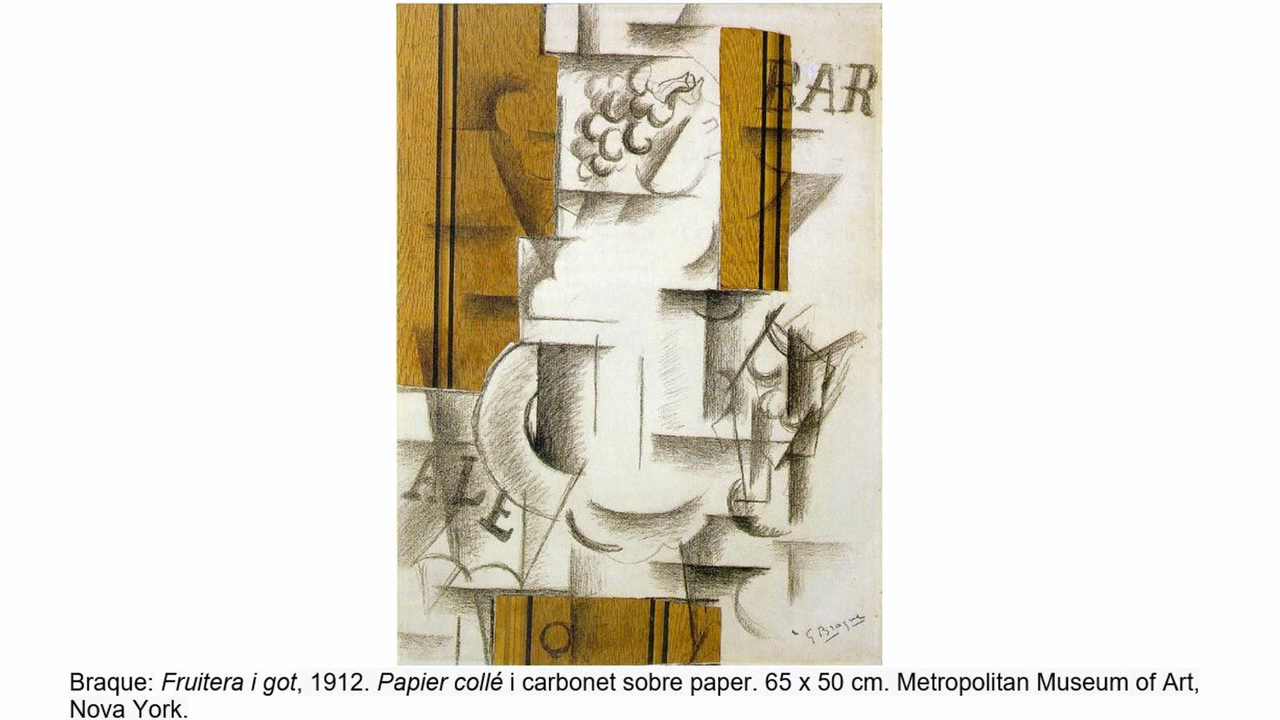 BAR
ALE
G Braque
Braque: Fruitera i got, 1912. Papier collé i carbonet sobre paper. 65 x 50 cm. Metropolitan Museum of Art,
Nova York.